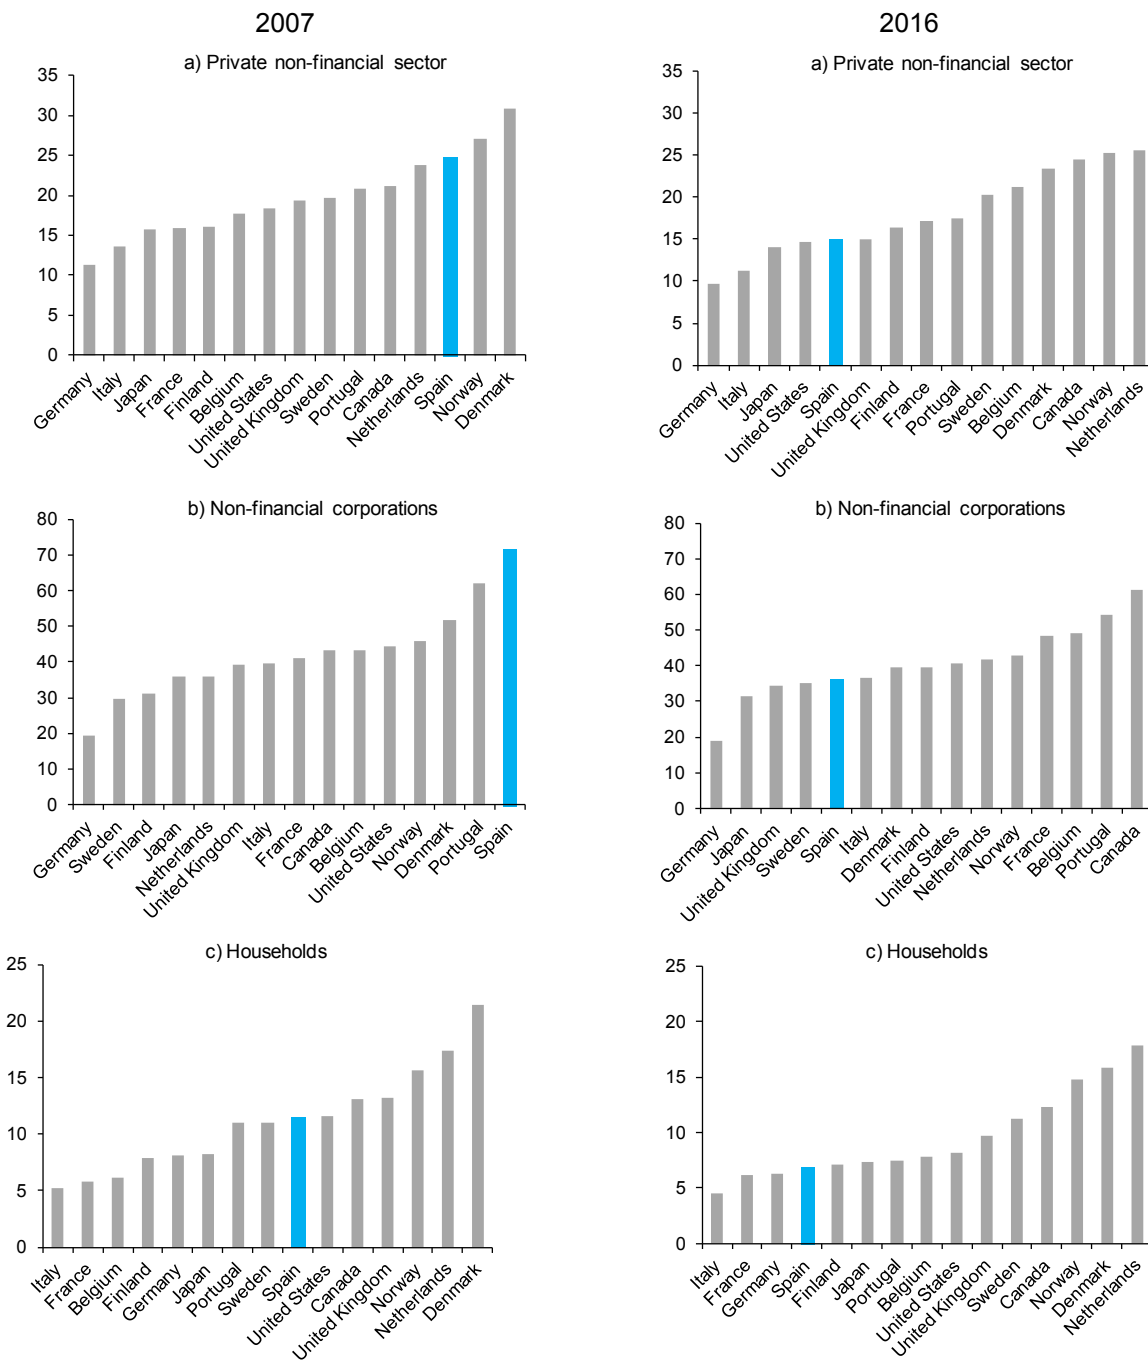 2007
a) Private non-financial sector
35
30
25
20
15
10
5
0
Germany
Italy
Japan
France
Finland
Belgium
United States
United Kingdom
Sweden
Portugal
Canada
Netherlands
Spain
Norway
Denmark
2016
a) Private non-financial sector
35
30
25
20
15
10
5
0
Germany
Italy
Japan
United States
Spain
United Kingdom
Finland
France
Portugal
Sweden
Belgium
Denmark
Canada
Norway
Netherlands
b) Non-financial corporations
80
70
60
50
40
30
20
10
0
Germany
Sweden
Finland
Japan
Netherlands
United Kingdom
Italy
France
Canada
Belgium
United States
Norway
Denmark
Portugal
Spain
b) Non-financial corporations
80
70
60
50
40
30
20
10
0
Germany
Japan
United Kingdom
Sweden
Spain
Italy
Denmark
Finland
United States
Netherlands
Norway
France
Belgium
Portugal
Canada
c) Households
25
20
15
10
5
0
Italy
France
Belgium
Finland
Germany
Japan
Portugal
Sweden
Spain
United States
Canada
United Kingdom
Norway
Netherlands
Denmark
c) Households
25
20
15
10
5
0
Italy
France
Germany
Spain
Finland
Japan
Portugal
Belgium
United States
United Kingdom
Sweden
Canada
Norway
Denmark
Netherlands